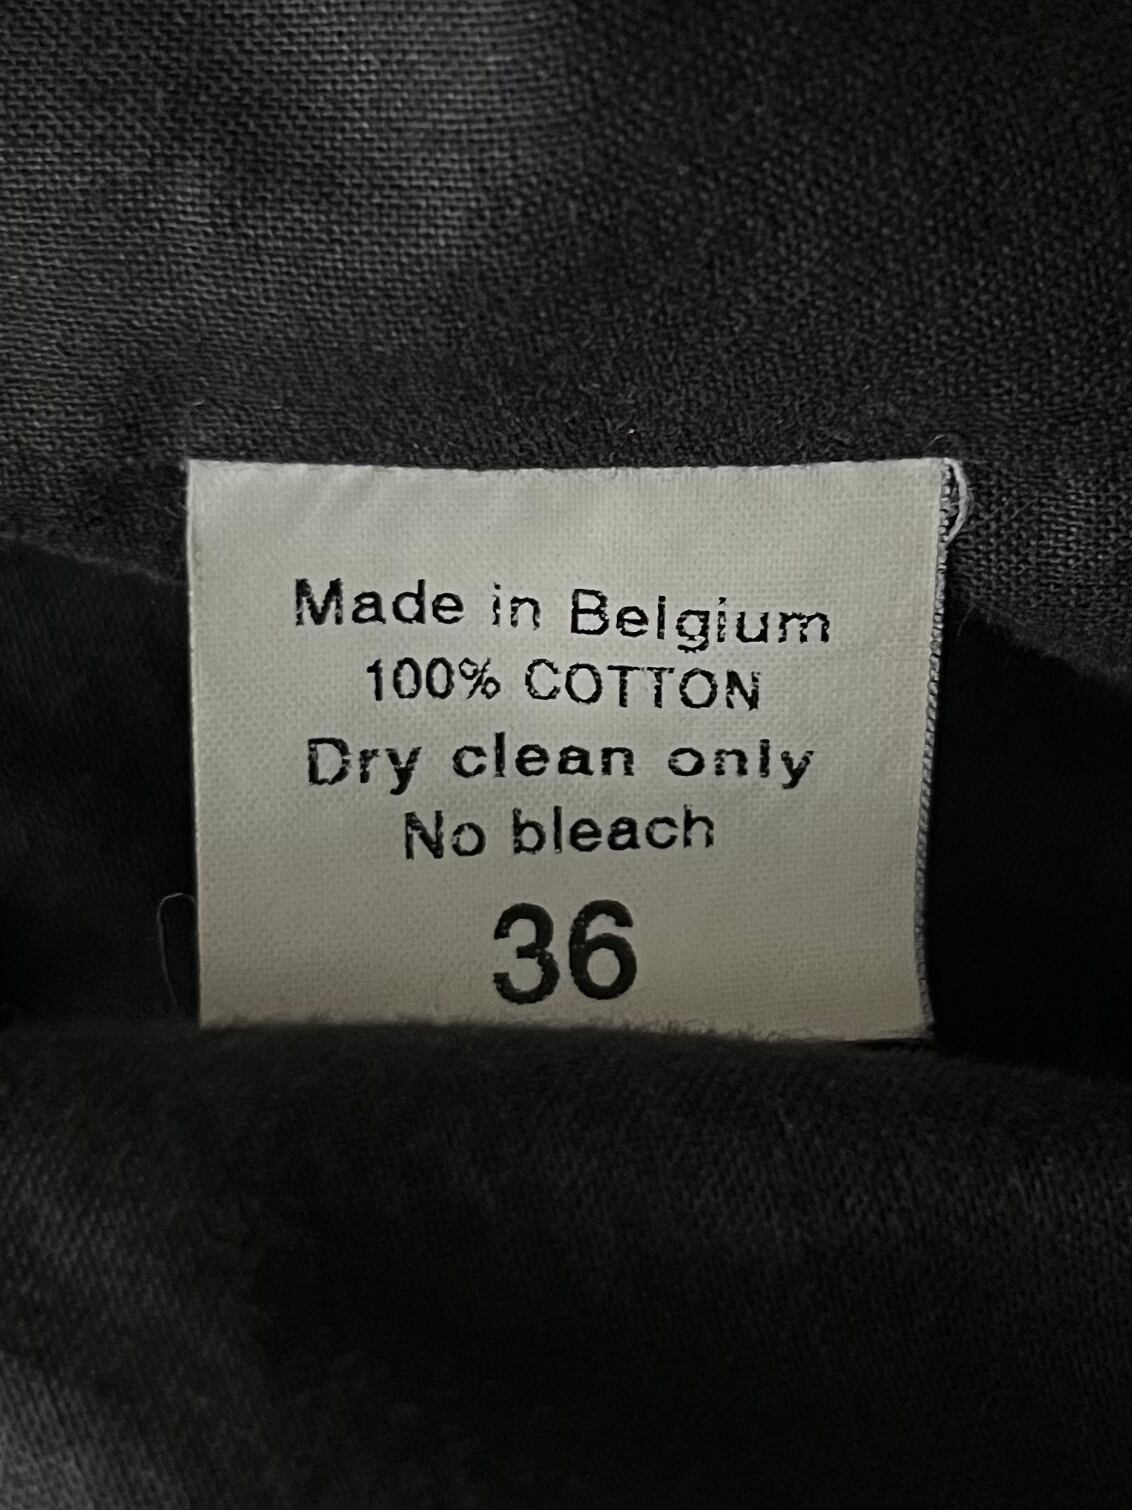 Made in Belgium
100% COTTON
Dry clean only
No bleach
36